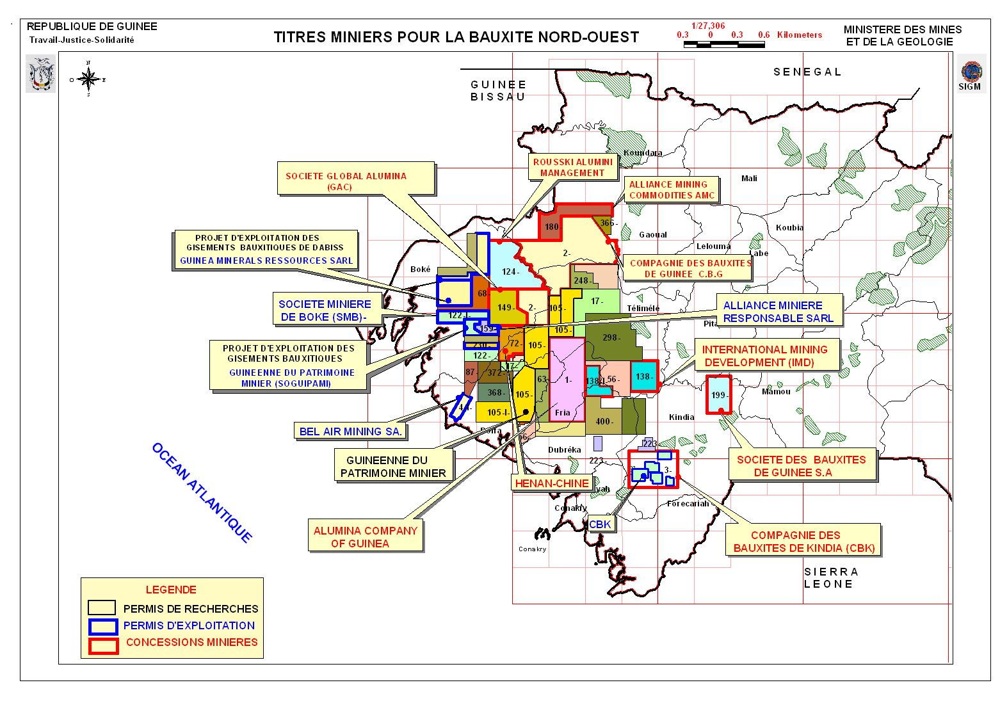 REPUBLIQUE DE GUINEE
Travail-Justice-Solidarité
TITRES MINIERS POUR LA BAUXITE NORD-OUEST
1/27,306
0.3 0 0.3 0.6 Kilometers
MINISTERE DES MINES
ET DE LA GEOLOGIE
SIGM
N
O E
S
GUINEE
BISSAU
SENEGAL
Koundara
Mali
SOCIETE GLOBAL ALUMINA
(GAC)
ROUSSKI ALUMINI
MANAGEMENT
ALLIANCE MINING
COMMODITIES AMC
180-
366-
Gaoual
Koubia
Lelouma
Labe
PROJET D'EXPLOITATION DES
GISEMENTS BAUXITIQUES DE DABISS
GUINEA MINERALS RESSOURCES SARL
Boké
2-
124-
COMPAGNIE DES BAUXITES
DE GUINEE C.B.G
248-
68
17-
149-
2-
105-
Télimélé
SOCIETE MINIERE
DE BOKE (SMB)-
122-I-
ALLIANCE MINIERE
RESPONSABLE SARL
Pita
159-
105-
298-
PROJET D'EXPLOITATION DES
GISEMENTS BAUXITIQUES
GUINEENNE DU PATRIMOINE
MINIER (SOGUIPAMI)
230-
72-
105-
122-
INTERNATIONAL MINING
DEVELOPMENT (IMD)
87-
372-
17-
63
1-
138-I-
56-
138-
368-
105-
199-
Mamou
105-I-
Fria
400-
Kindia
BEL AIR MINING SA.
Boffa
Dubréka
223-
223
3-
GUINEENNE DU
PATRIMOINE MINIER
HENAN-CHINE
SOCIETE DES BAUXITES
DE GUINEE S.A
Conakry
Forecariah
CBK
OCEAN ATLANTIQUE
ALUMINA COMPANY
OF GUINEA
Conakry
COMPAGNIE DES
BAUXITES DE KINDIA (CBK)
SIERRA
LEONE
LEGENDE
PERMIS DE RECHERCHES
PERMIS D'EXPLOITATION
CONCESSIONS MINIERES